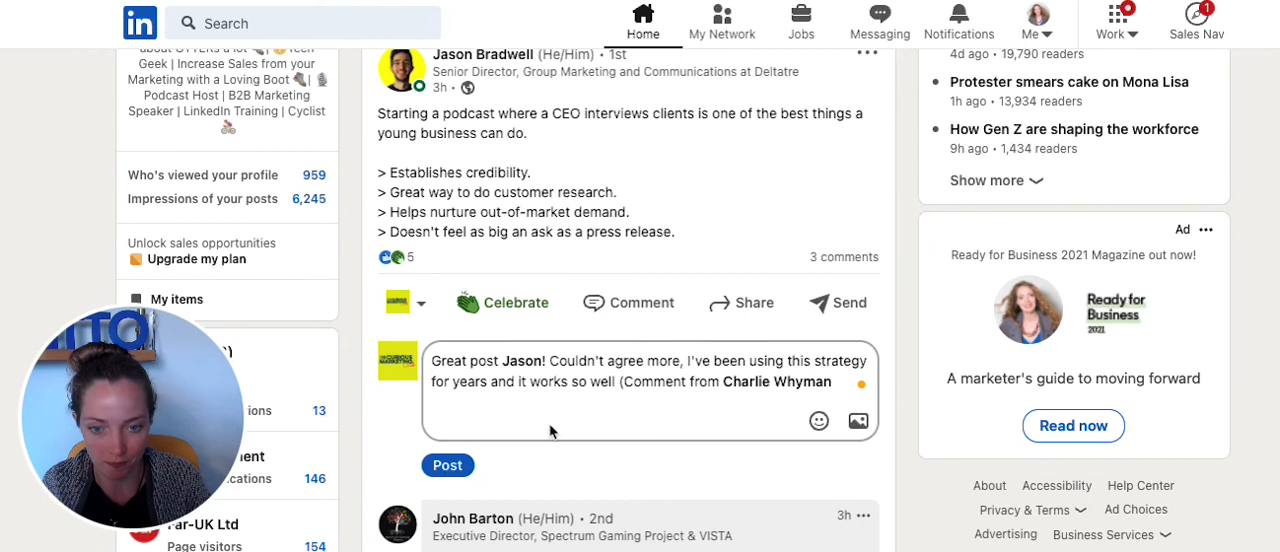 in
Search
Home
My Network
Jobs
Messaging
Notifications
Me
Work
1
Sales Nav
about OTTERs a lot
Tech
Geek | Increase Sales from your
Marketing with a Loving Boot
Podcast Host | B2B Marketing
Speaker | LinkedIn Training | Cyclist
Who's viewed your profile 959
Impressions of your posts 6,245
Unlock sales opportunities
Upgrade my plan
My items
13
146
Far-UK Ltd
Page visitors 154
Jason Bradwell (He/Him) • 1st
Senior Director, Group Marketing and Communications at Deltatre
3h •
Starting a podcast where a CEO interviews clients is one of the best things a
young business can do.
> Establishes credibility.
> Great way to do customer research.
> Helps nurture out-of-market demand.
> Doesn't feel as big an ask as a press release.
5
3 comments
Celebrate
Comment
Share
Send
Great post Jason! Couldn't agree more, I've been using this strategy
for years and it works so well (Comment from Charlie Whyman
Post
John Barton (He/Him) • 2nd
3h
Executive Director, Spectrum Gaming Project & VISTA
4d ago • 19,790 readers
Protester smears cake on Mona Lisa
1h ago • 13,934 readers
How Gen Z are shaping the workforce
9h ago • 1,434 readers
Show more
Ad
Ready for Business 2021 Magazine out now!
Ready for
Business
2021
A marketer's guide to moving forward
Read now
About Accessibility Help Center
Privacy & Terms Ad Choices
Advertising Business Services